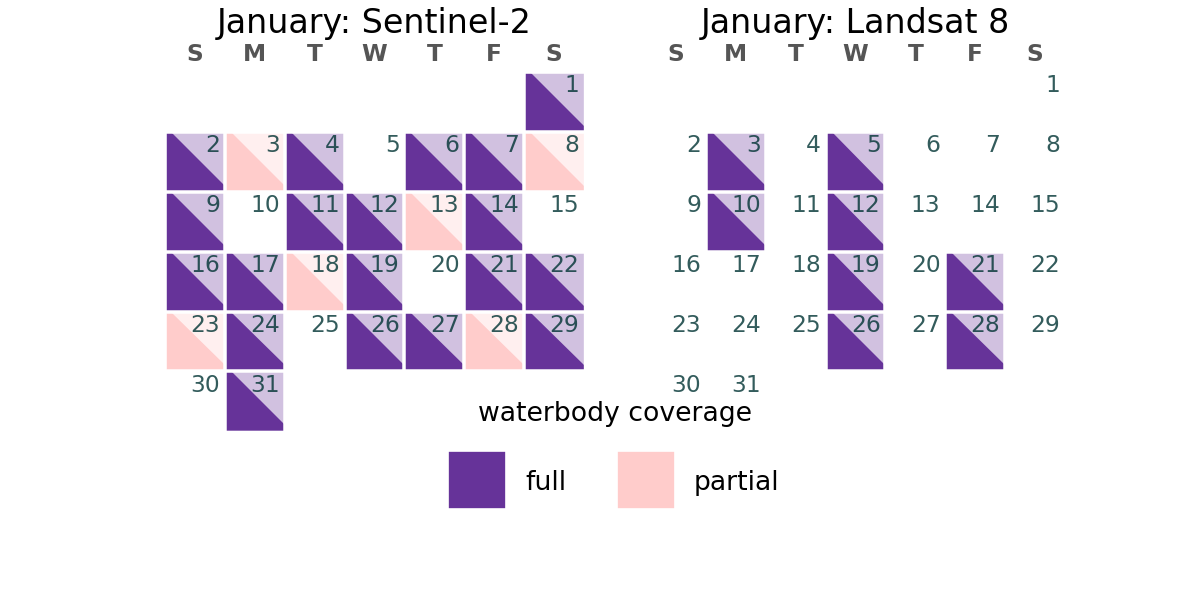 January: Sentinel-2
S M T W T F S
1
2 3 4 5 6 7 8
9 10 11 12 13 14 15
16 17 18 19 20 21 22
23 24 25 26 27 28 29
30 31
January: Landsat 8
S M T W T F S
1
2 3 4 5 6 7 8
9 10 11 12 13 14 15
16 17 18 19 20 21 22
23 24 25 26 27 28 29
30 31
waterbody coverage
full partial